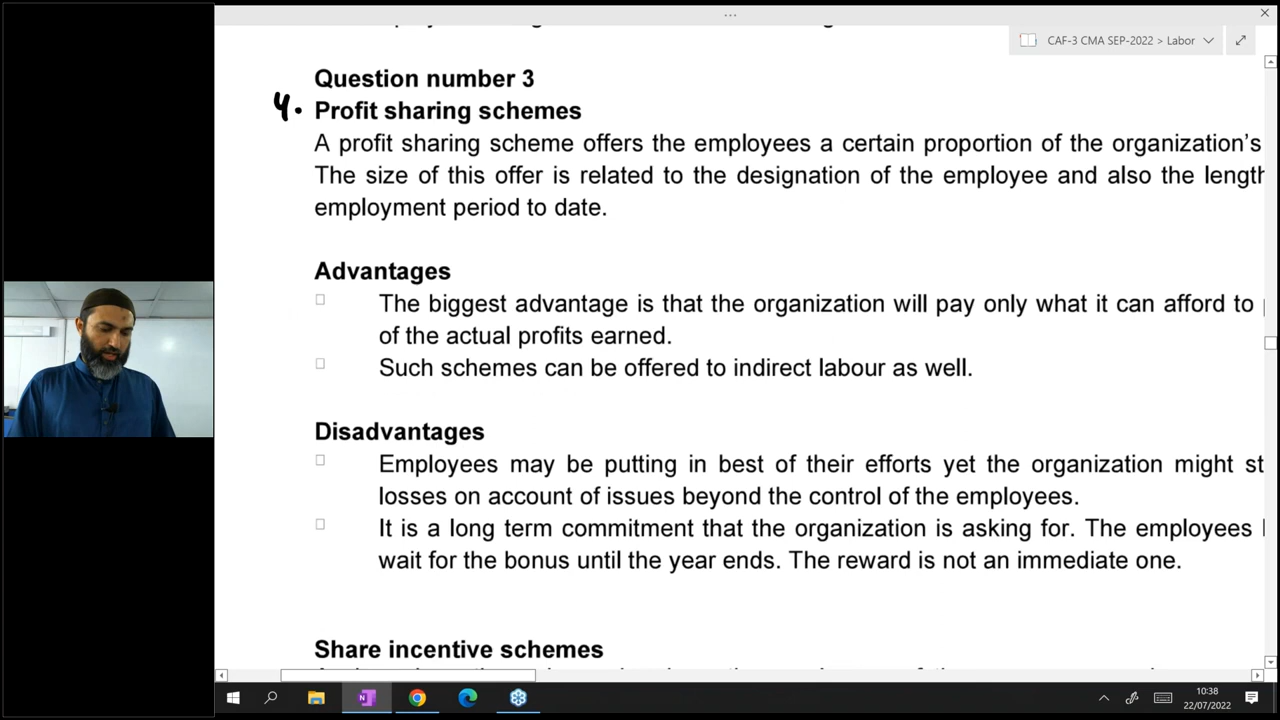 CAF-3 CMA SEP-2022 > Labor
Question number 3
4. Profit sharing schemes
A profit sharing scheme offers the employees a certain proportion of the organization's
The size of this offer is related to the designation of the employee and also the length
employment period to date.
Advantages
The biggest advantage is that the organization will pay only what it can afford to
of the actual profits earned.
Such schemes can be offered to indirect labour as well.
Disadvantages
Employees may be putting in best of their efforts yet the organization might st
losses on account of issues beyond the control of the employees.
It is a long term commitment that the organization is asking for. The employees
wait for the bonus until the year ends. The reward is not an immediate one.
Share incentive schemes
10:38
22/07/2022